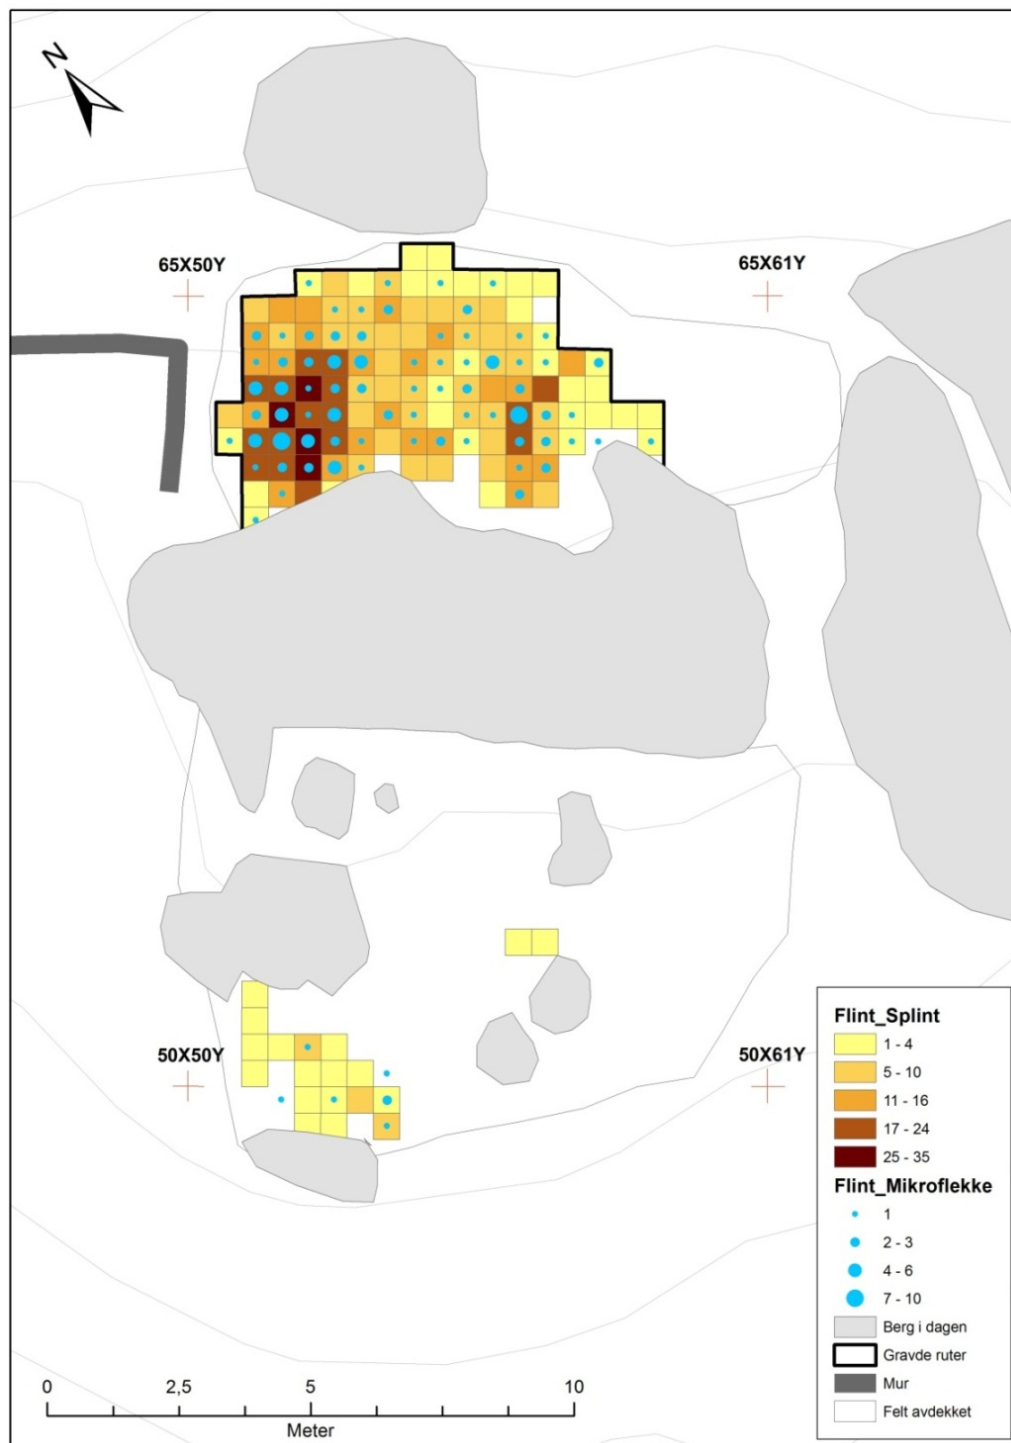 N
65X50Y
65X61Y
50X50Y
50X61Y
Flint_Splint
1 - 4
5 - 10
11 - 16
17 - 24
25 - 35
Flint_Mikroflekke
1
2 - 3
4 - 6
7 - 10
Berg i dagen
Gravde ruter
Mur
Felt avdekket
0 2,5 5 10
Meter